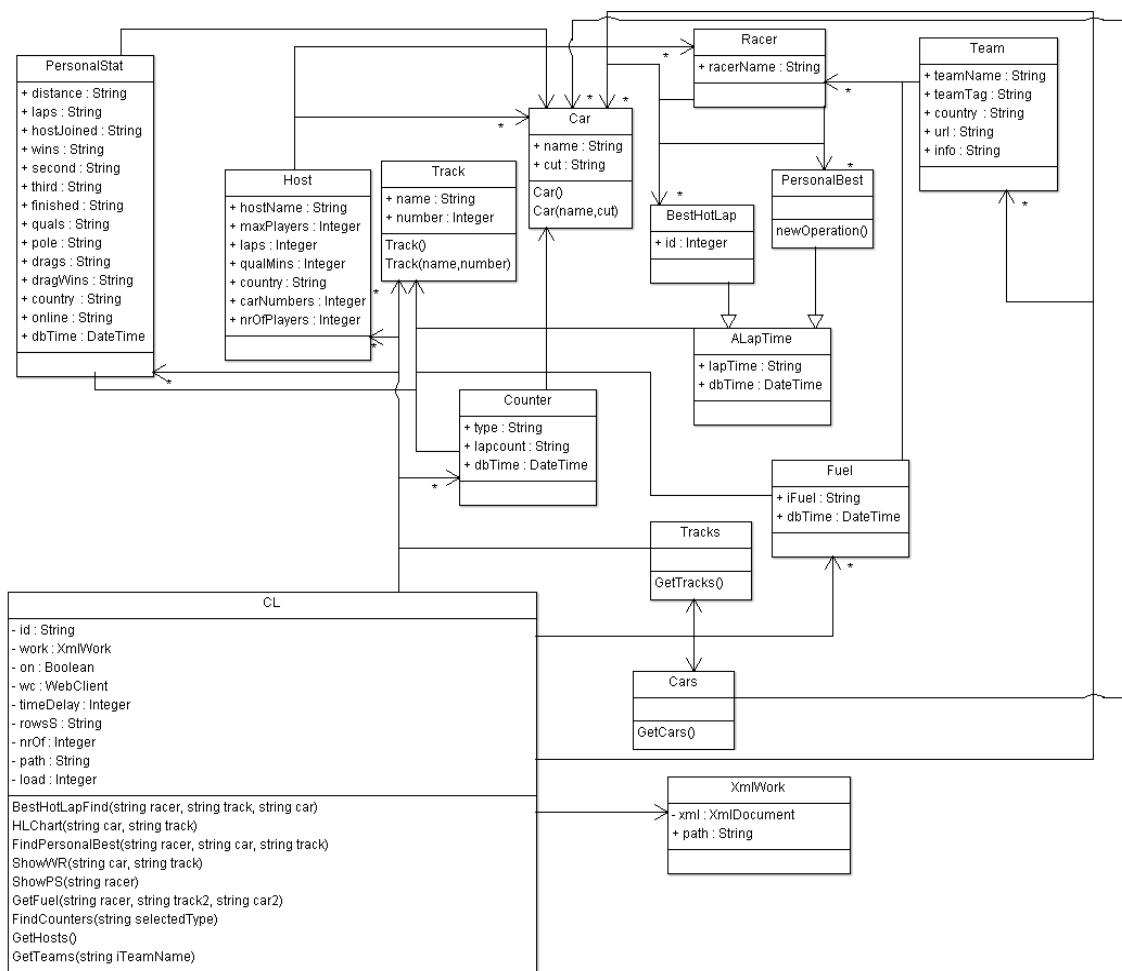 PersonalStat
+ distance : String
+ laps : String
+ hostJoined : String
+ wins : String
+ second : String
+ third : String
+ finished : String
+ quals : String
+ pole : String
+ drags : String
+ dragWins : String
+ country : String
+ online : String
+ dbTime : DateTime
*
Host
+ hostName : String
+ maxPlayers : Integer
+ laps : Integer
+ qualMins : Integer
+ country : String
+ carNumbers : Integer
+ nrOfPlayers : Integer
*
*
Track
+ name : String
+ number : Integer
Track()
Track(name,number)
*
*
*
Car
+ name : String
+ cut : String
Car()
Car(name,cut)
*
Racer
+ racerName : String
*
Team
+ teamName : String
+ teamTag : String
+ country : String
+ url : String
+ info : String
*
*
BestHotLap
+ id : Integer
*
PersonalBest
newOperation()
ALapTime
+ lapTime : String
+ dbTime : DateTime
Counter
+ type : String
+ lapcount : String
+ dbTime : DateTime
*
Fuel
+ iFuel : String
+ dbTime : DateTime
*
Tracks
GetTracks()
Cars
GetCars()
CL
- id : String
- work : XmlWork
- on : Boolean
- wc : WebClient
- timeDelay : Integer
- rowsS : String
- nrOf : Integer
- path : String
- load : Integer
BestHotLapFind(string racer, string track, string car)
HLChart(string car, string track)
FindPersonalBest(string racer, string car, string track)
ShowWR(string car, string track)
ShowPS(string racer)
GetFuel(string racer, string track2, string car2)
FindCounters(string selectedType)
GetHosts()
GetTeams(string iTeamName)
XmlWork
- xml : XmlDocument
+ path : String